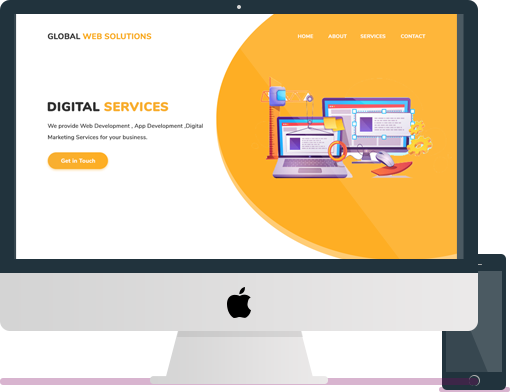 GLOBAL WEB SOLUTIONS
HOME ABOUT SERVICES CONTACT
DIGITAL SERVICES
We provide Web Development , App Development ,Digital
Marketing Services for your business.
Get in Touch